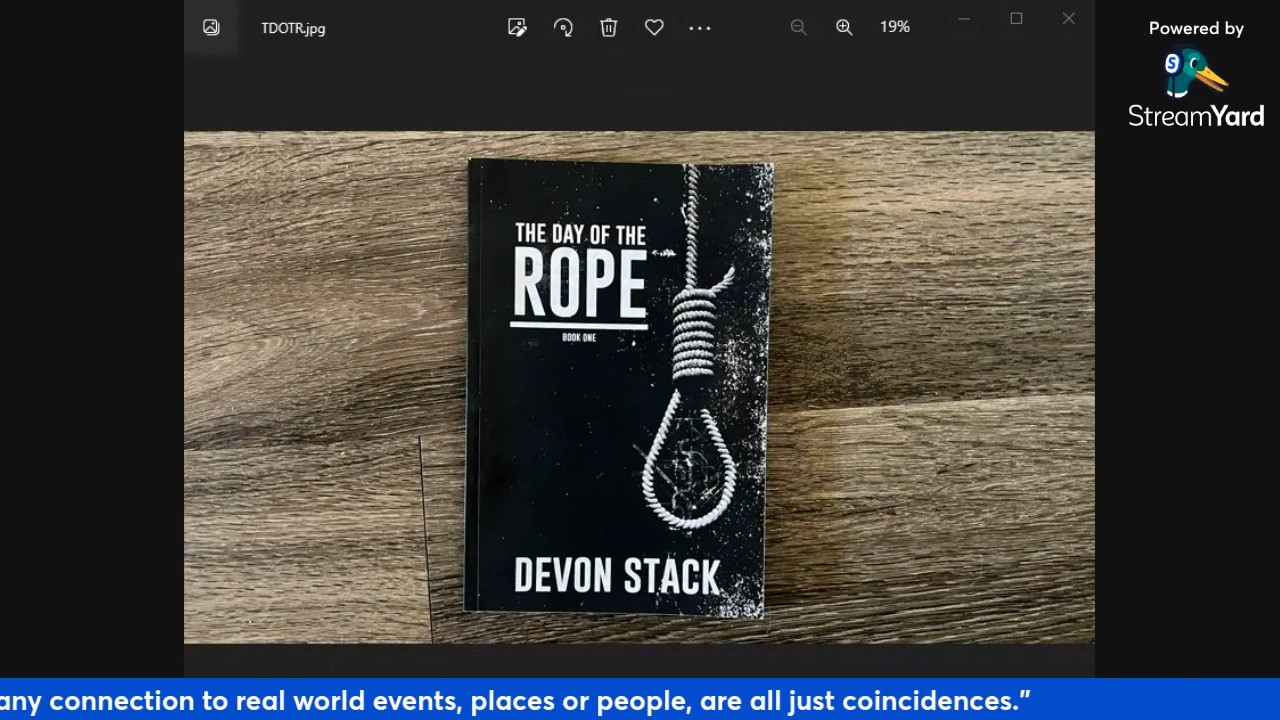 TDOTR.jpg
19%
Powered by
S
StreamYard
THE DAY OF THE
ROPE
BOOK ONE
DEVON STACK
any connection to real world events, places or people, are all just coincidences.”